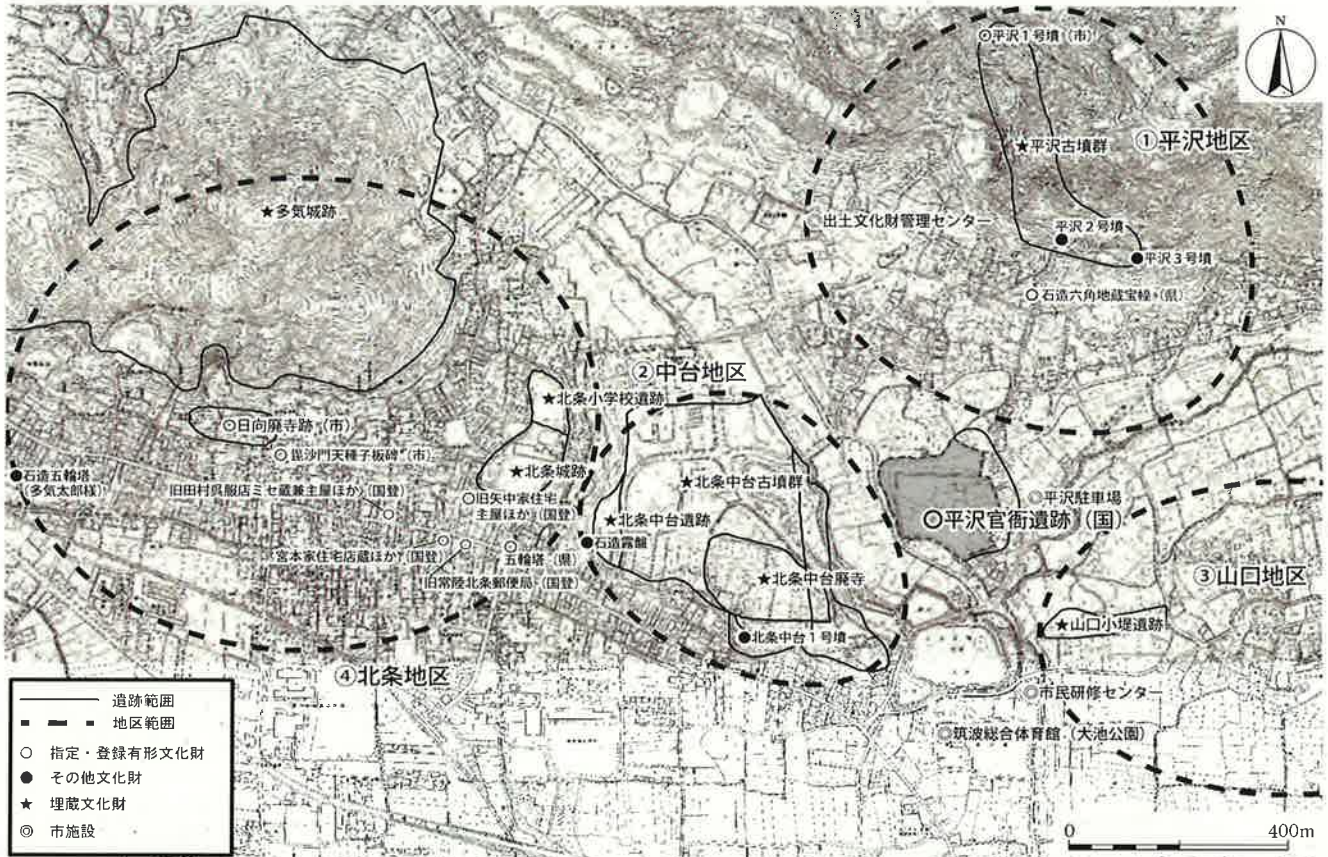 N
○平沢1号墳（市）
★平沢古墳群
①平沢地区
★多気城跡
◎出土文化財管理センター
平沢2号墳
●平沢3号墳
○石造六角地蔵宝幢（県）
②中台地区
★北条小学校遺跡
○日向廃寺跡（市）
○毘沙門天種子板碑（市）
●石造五輪塔
（多気太郎様）
旧田村呉服店ミセ蔵兼主屋ほか（国登）
★北条城跡
○旧矢中家住宅
主屋ほか（国登）
★北条中台古墳群
★北条中台遺跡
●石造露盤
◎平沢駐車場
○平沢官衙遺跡（国）
宮本家住宅店蔵ほか（国登）
五輪塔（県）
旧常陸北条郵便局（国登）
★北条中台廃寺
③山口地区
★山口小堤遺跡
●北条中台1号墳
④北条地区
◎市民研修センター
◎筑波総合体育館（大池公園）
遺跡範囲
地区範囲
○ 指定・登録有形文化財
● その他文化財
★ 埋蔵文化財
◎ 市施設
0 400m